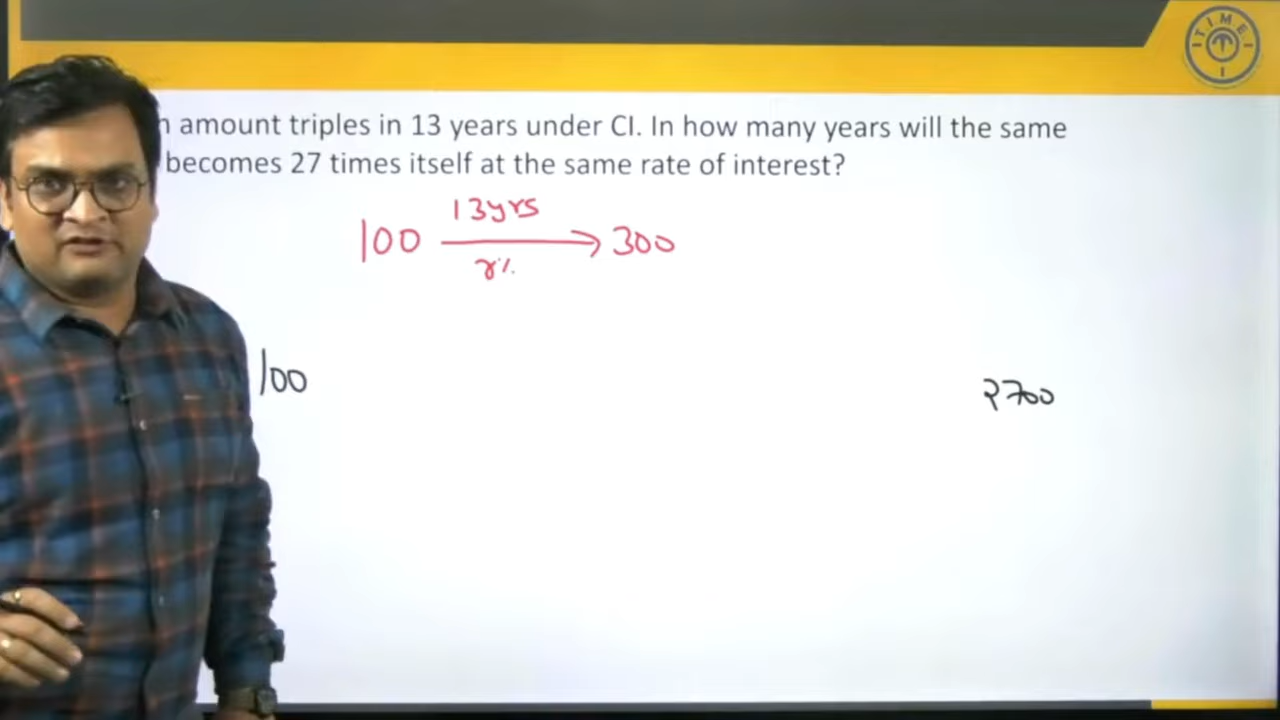 T.I.M.E.
amount triples in 13 years under CI. In how many years will the same
becomes 27 times itself at the same rate of interest?
13yrs
100 → 300
r%
100 2700